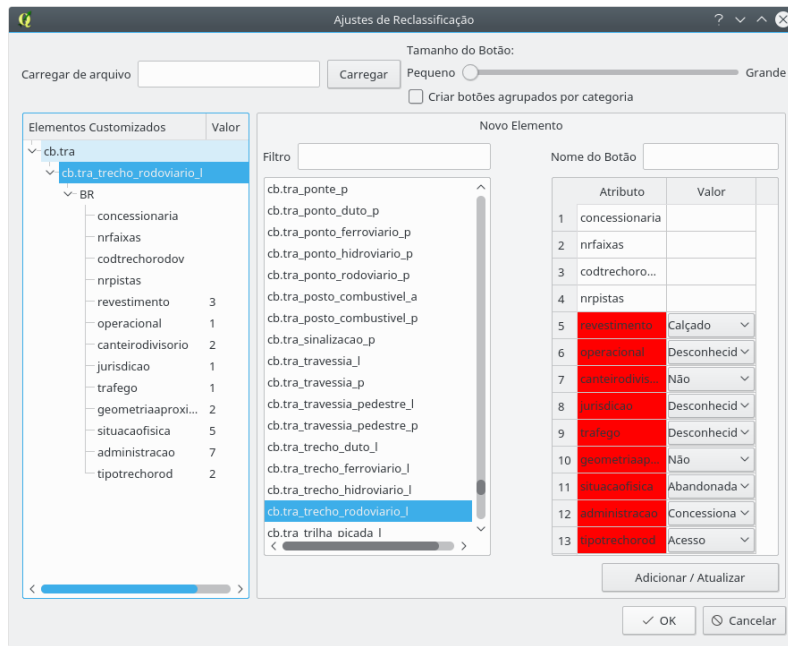 Ajustes de Reclassificação
Tamanho do Botão:
Carregar de arquivo
Carregar
Pequeno
Grande
Criar botões agrupados por categoria
Elementos Customizados Valor
cb.tra
cb.tra_trecho_rodoviario_l
BR
concessionaria
nrfaixas
codtrechorodov
nrpistas
revestimento 3
operacional 1
canteirodivisorio 2
jurisdicao 1
trafego 1
geometriaaproxi... 2
situacaofisica 5
administracao 7
tipotrechorod 2
Novo Elemento
Filtro
cb.tra_ponte_p
cb.tra_ponto_duto_p
cb.tra_ponto_ferroviario_p
cb.tra_ponto_hidroviario_p
cb.tra_ponto_rodoviario_p
cb.tra_posto_combustivel_a
cb.tra_posto_combustivel_p
cb.tra_sinalizacao_p
cb.tra_travessia_l
cb.tra_travessia_p
cb.tra_travessia_pedestre_l
cb.tra_travessia_pedestre_p
cb.tra_trecho_duto_l
cb.tra_trecho_ferroviario_l
cb.tra_trecho_hidroviario_l
cb.tra_trecho_rodoviario_l
cb.tra_trilha_picada_l
Nome do Botão
Atributo Valor
1 concessionaria
2 nrfaixas
3 codtrechoro...
4 nrpistas
5 revestimento Calçado
6 operacional Desconhecid
7 canteirodivis... Não
8 jurisdicao Desconhecid
9 trafego Desconhecid
10 geometriaap... Não
11 situacaofisica Abandonada
12 administracao Concessiona
13 tipotrechorod Acesso
Adicionar / Atualizar
OK
Cancelar